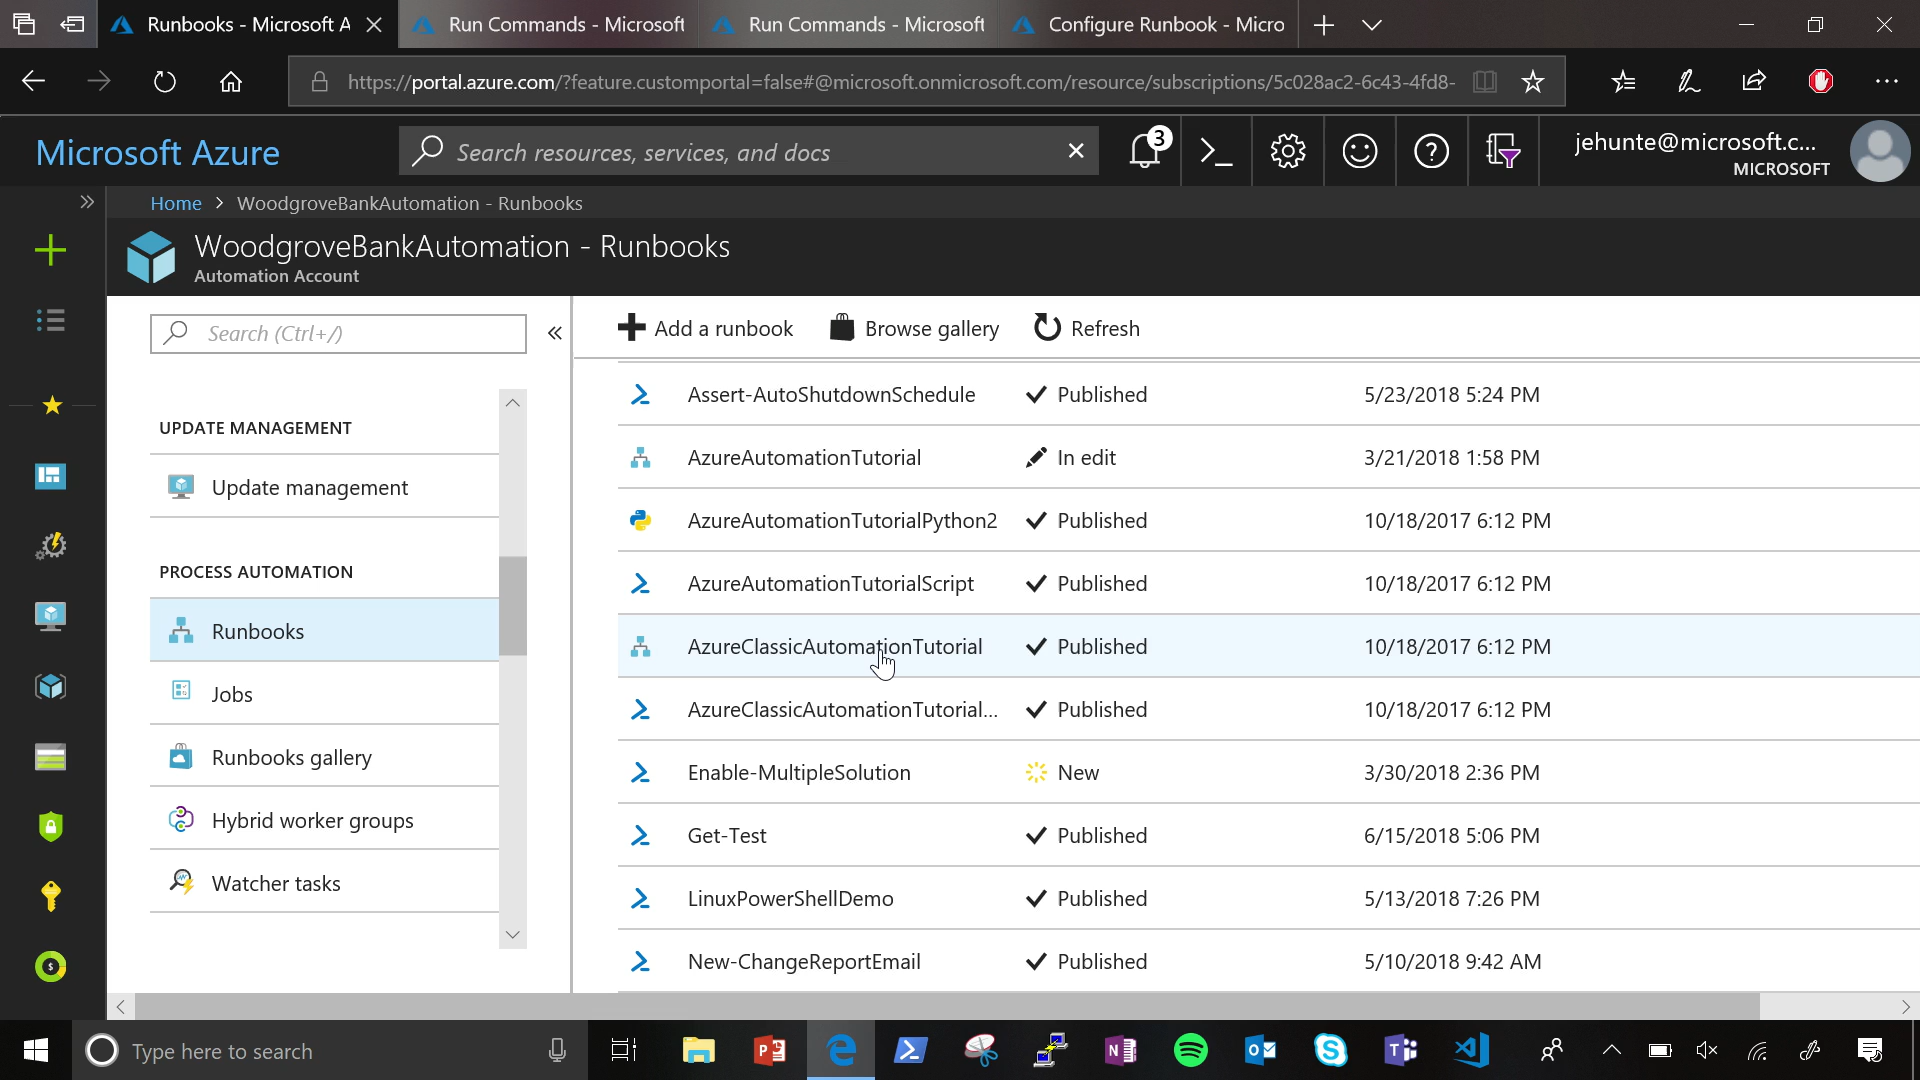 Runbooks - Microsoft A
Run Commands - Microsoft
Run Commands - Microsoft
Configure Runbook - Micro
https://portal.azure.com/?feature.customportal=false#@microsoft.onmicrosoft.com/resource/subscriptions/5c028ac2-6c43-4fd8-
Microsoft Azure
Search resources, services, and docs
3
jehunte@microsoft.c...
MICROSOFT
Home > WoodgroveBankAutomation - Runbooks
WoodgroveBankAutomation - Runbooks
Automation Account
Search (Ctrl+/)
UPDATE MANAGEMENT
Update management
PROCESS AUTOMATION
Runbooks
Jobs
Runbooks gallery
Hybrid worker groups
Watcher tasks
Add a runbook
Browse gallery
Refresh
Assert-AutoShutdownSchedule Published 5/23/2018 5:24 PM
AzureAutomationTutorial In edit 3/21/2018 1:58 PM
AzureAutomationTutorialPython2 Published 10/18/2017 6:12 PM
AzureAutomationTutorialScript Published 10/18/2017 6:12 PM
AzureClassicAutomationTutorial Published 10/18/2017 6:12 PM
AzureClassicAutomationTutorial... Published 10/18/2017 6:12 PM
Enable-MultipleSolution New 3/30/2018 2:36 PM
Get-Test Published 6/15/2018 5:06 PM
LinuxPowerShellDemo Published 5/13/2018 7:26 PM
New-ChangeReportEmail Published 5/10/2018 9:42 AM
Type here to search